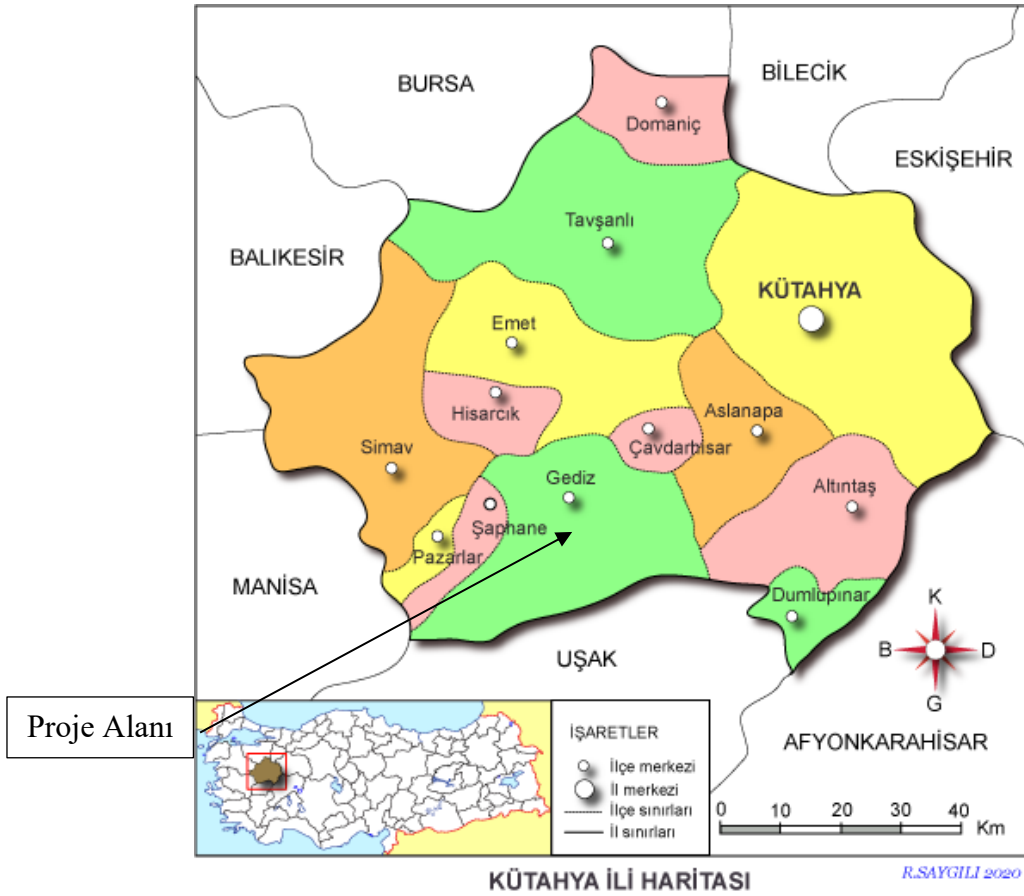 BURSA
BİLECİK
Domaniç
ESKİŞEHİR
Tavşanlı
BALIKESİR
KÜTAHYA
Emet
Hisarcık
Aslanapa
Çavdarhisar
Simav
Gediz
Altıntaş
Şaphane
Pazarlar
MANİSA
Dumlupınar
K
B
D
G
UŞAK
Proje Alanı
AFYONKARAHİSAR
İŞARETLER
İlçe merkezi
İl merkezi
İlçe sınırları
İl sınırları
0 10 20 30 40
Km
KÜTAHYA İLİ HARİTASI
R.SAYGILI 2020